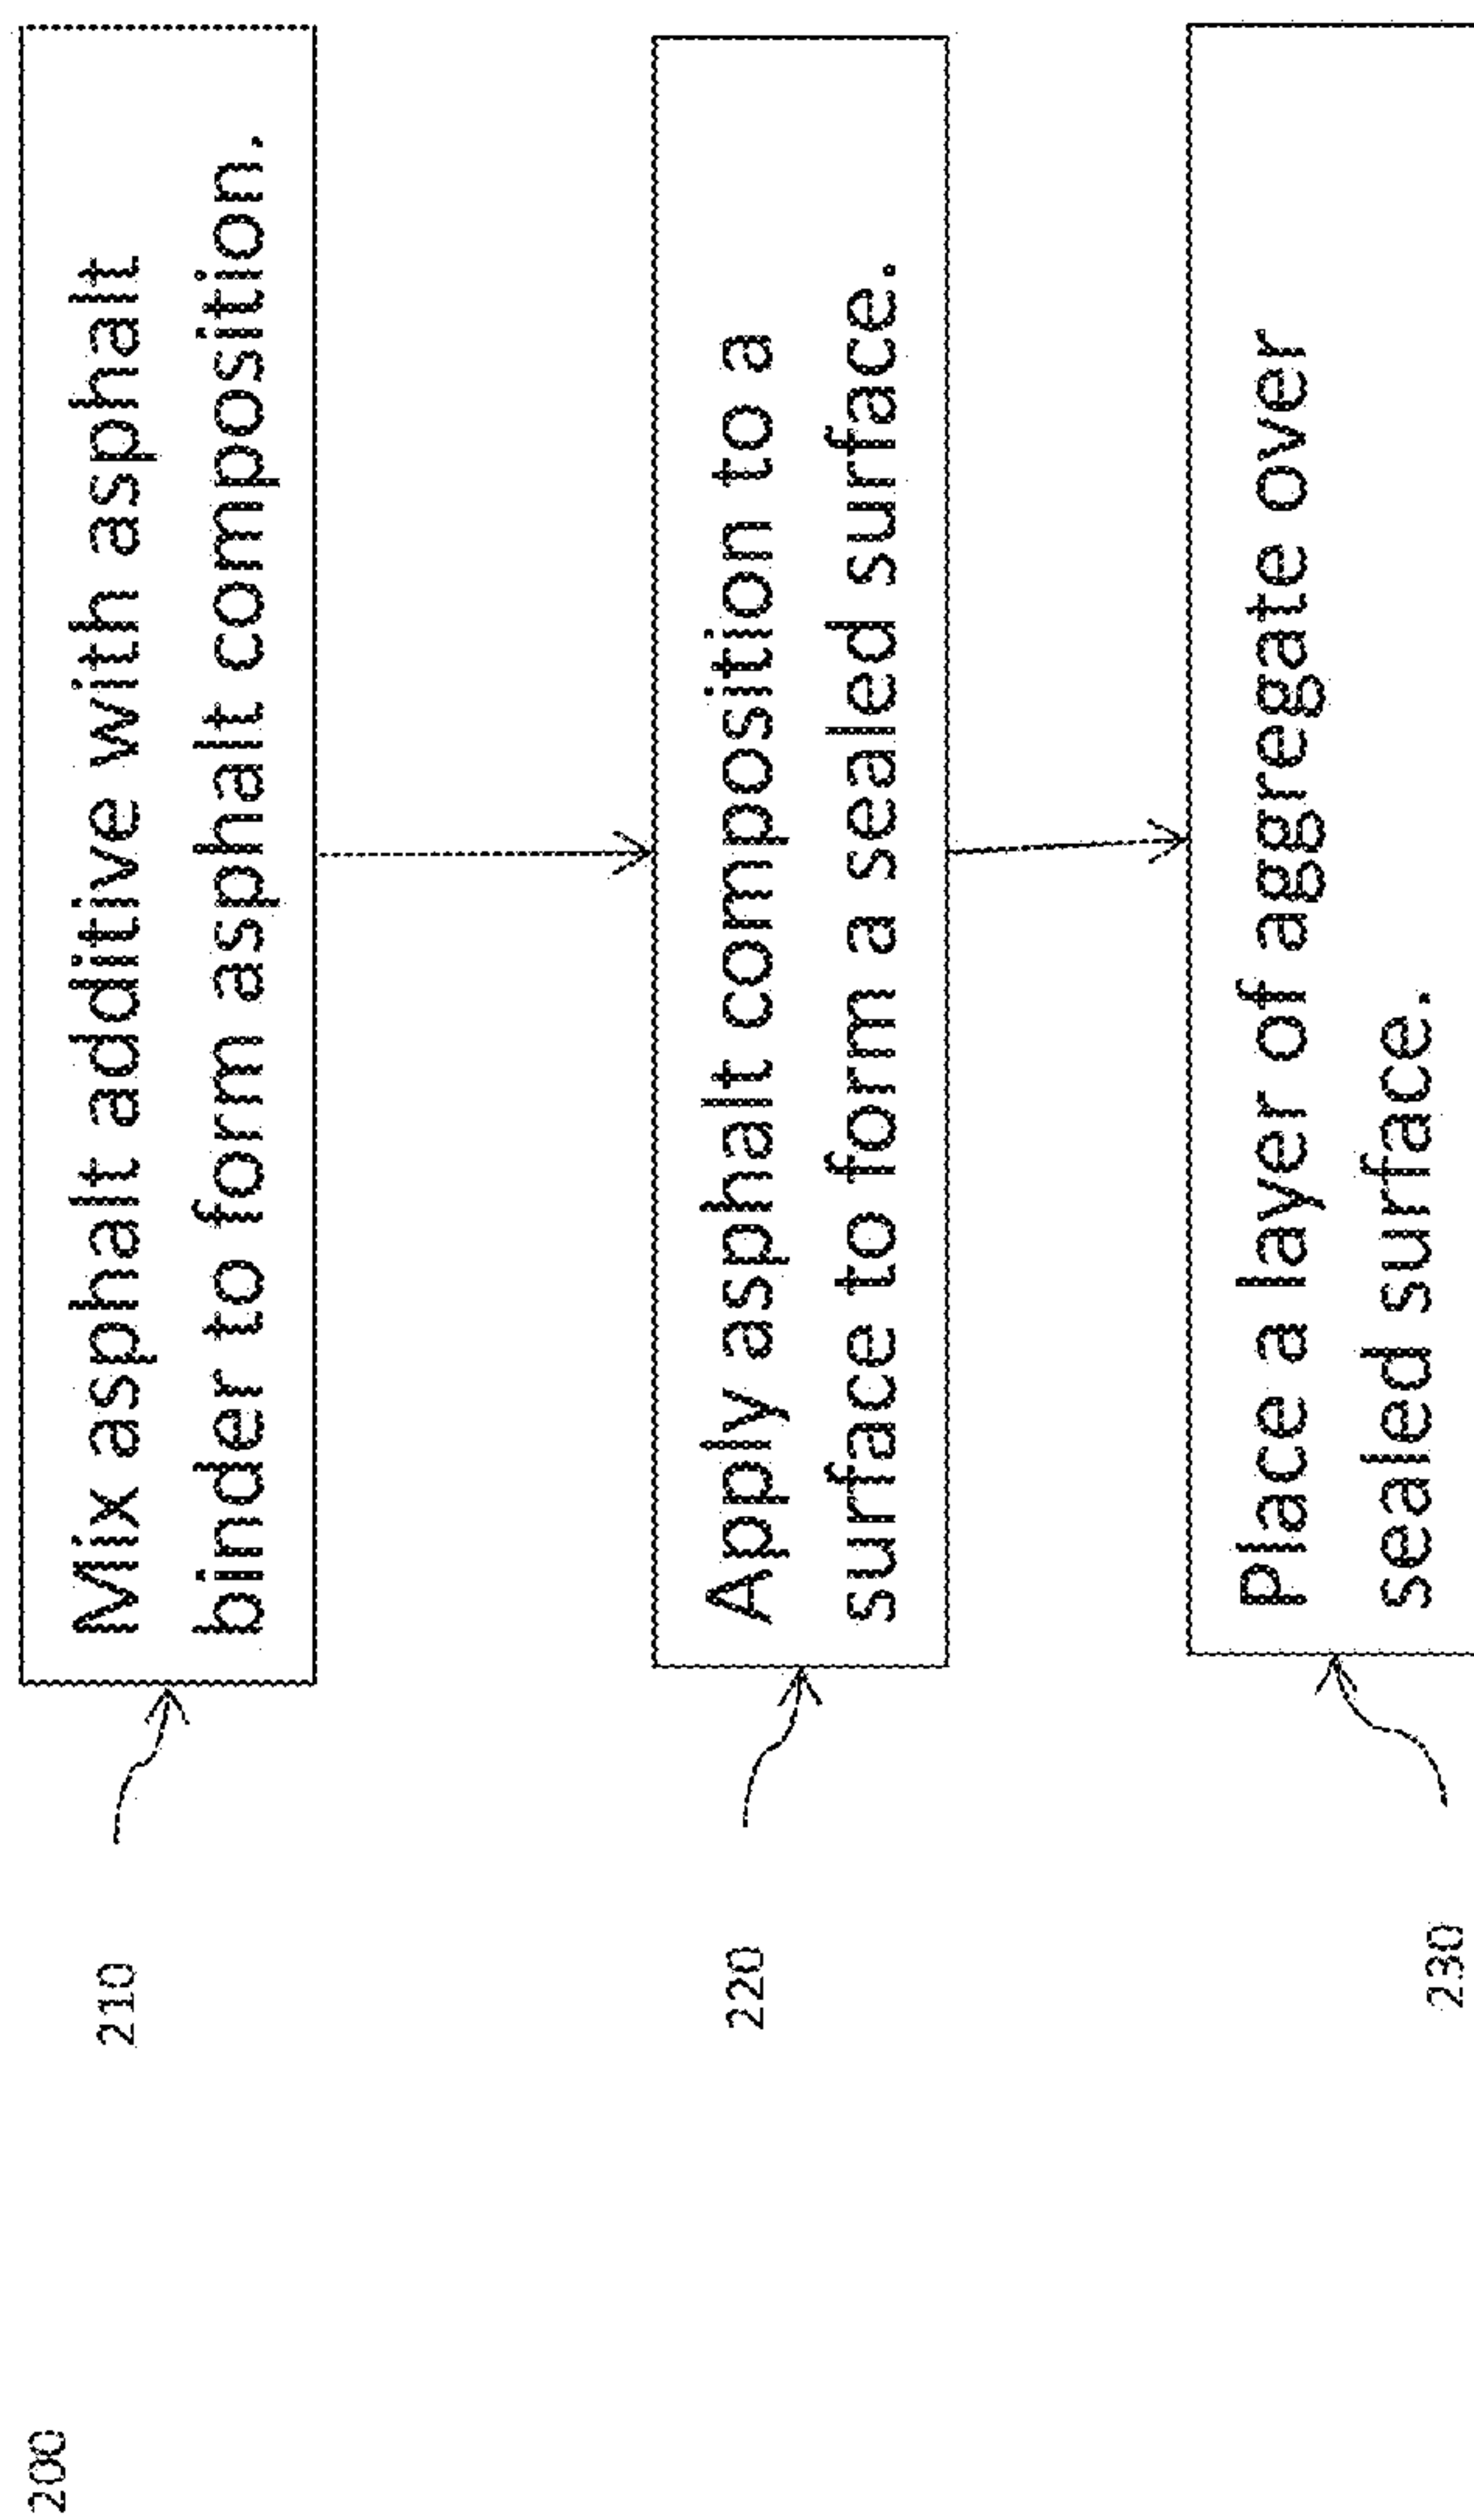 200
210
Mix asphalt additive with asphalt
binder to form asphalt composition.
220
Apply asphalt composition to a
surface to form a sealed surface.
230
Place a layer of aggregate over
sealed surface.